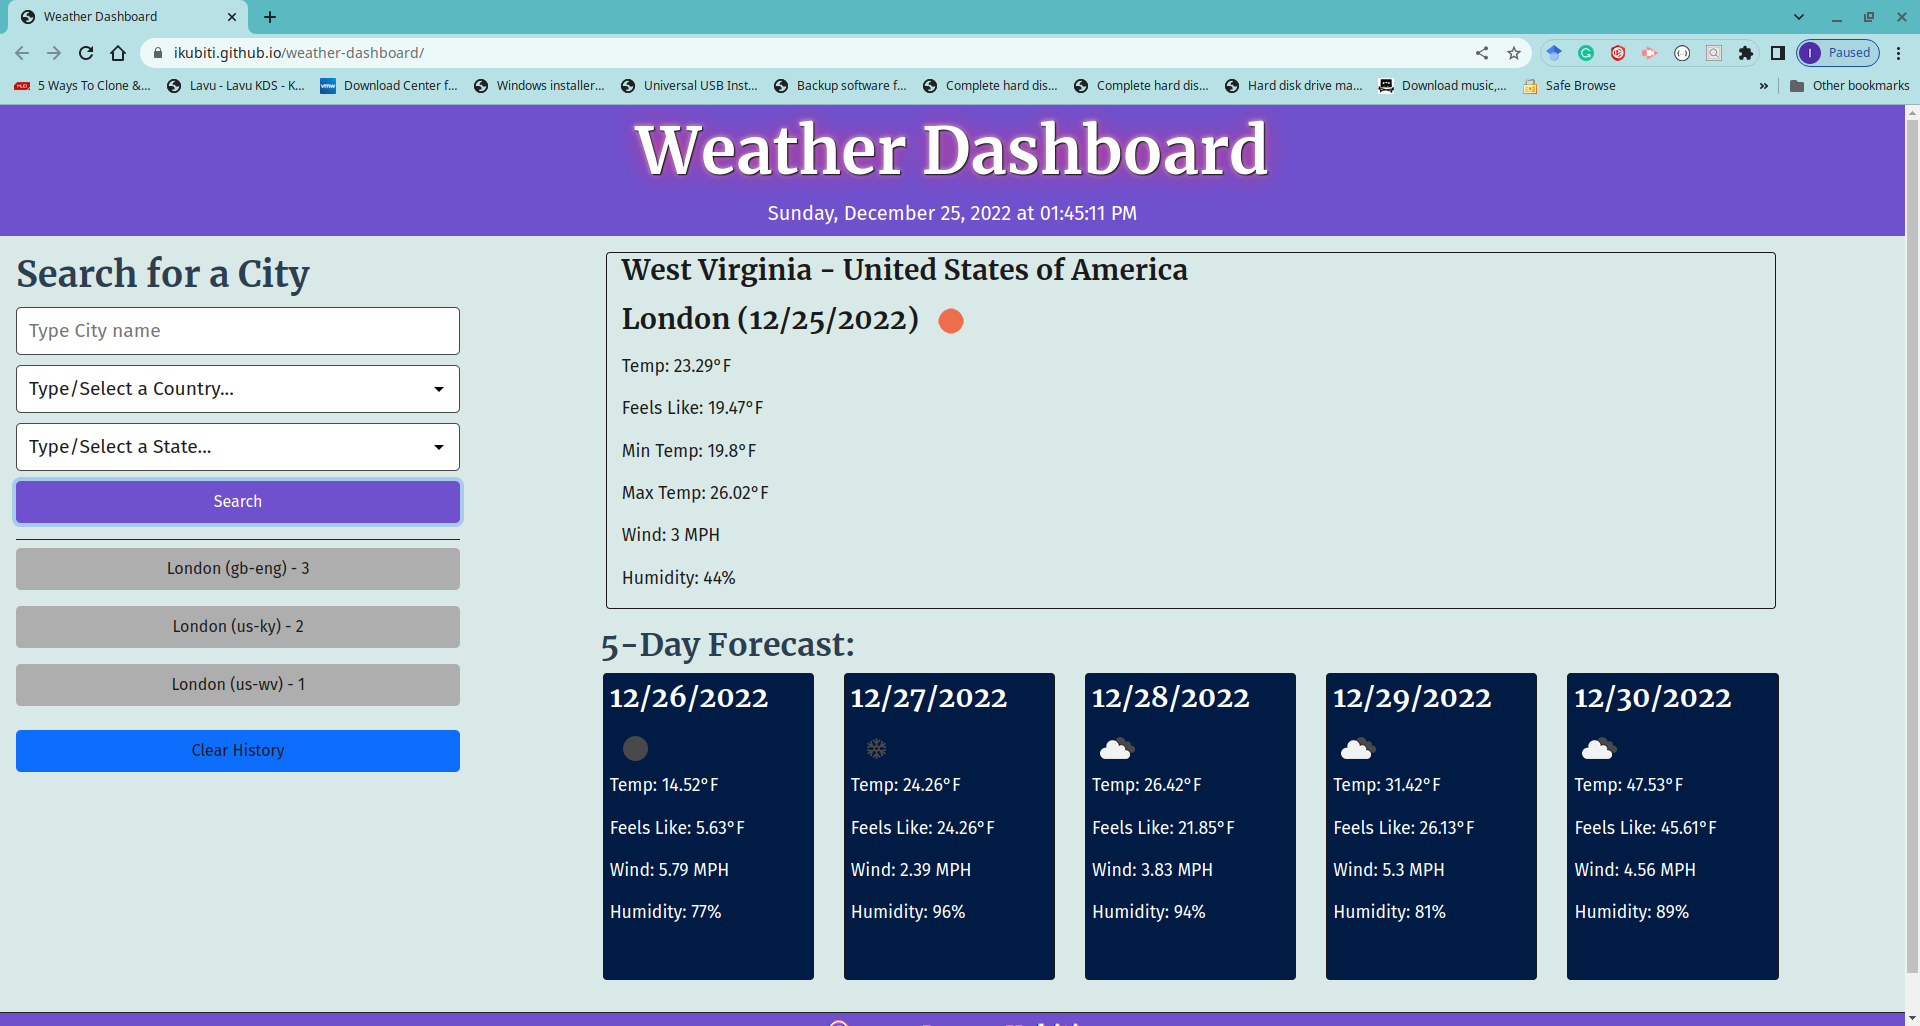 Weather Dashboard
ikubiti.github.io/weather-dashboard/
I Paused
5 Ways To Clone &...
Lavu - Lavu KDS - K...
vmw Download Center f...
Windows installer...
Universal USB Inst...
Backup software f...
Complete hard dis...
Complete hard dis...
Hard disk drive ma...
Download music,...
Safe Browse
»
Other bookmarks
Weather Dashboard
Sunday, December 25, 2022 at 01:45:11 PM
Search for a City
Type City name
Type/Select a Country...
Type/Select a State...
Search
London (gb-eng) - 3
London (us-ky) - 2
London (us-wv) - 1
Clear History
West Virginia - United States of America
London (12/25/2022)
Temp: 23.29°F
Feels Like: 19.47°F
Min Temp: 19.8°F
Max Temp: 26.02°F
Wind: 3 MPH
Humidity: 44%
5-Day Forecast:
12/26/2022
Temp: 14.52°F
Feels Like: 5.63°F
Wind: 5.79 MPH
Humidity: 77%
12/27/2022
Temp: 24.26°F
Feels Like: 24.26°F
Wind: 2.39 MPH
Humidity: 96%
12/28/2022
Temp: 26.42°F
Feels Like: 21.85°F
Wind: 3.83 MPH
Humidity: 94%
12/29/2022
Temp: 31.42°F
Feels Like: 26.13°F
Wind: 5.3 MPH
Humidity: 81%
12/30/2022
Temp: 47.53°F
Feels Like: 45.61°F
Wind: 4.56 MPH
Humidity: 89%